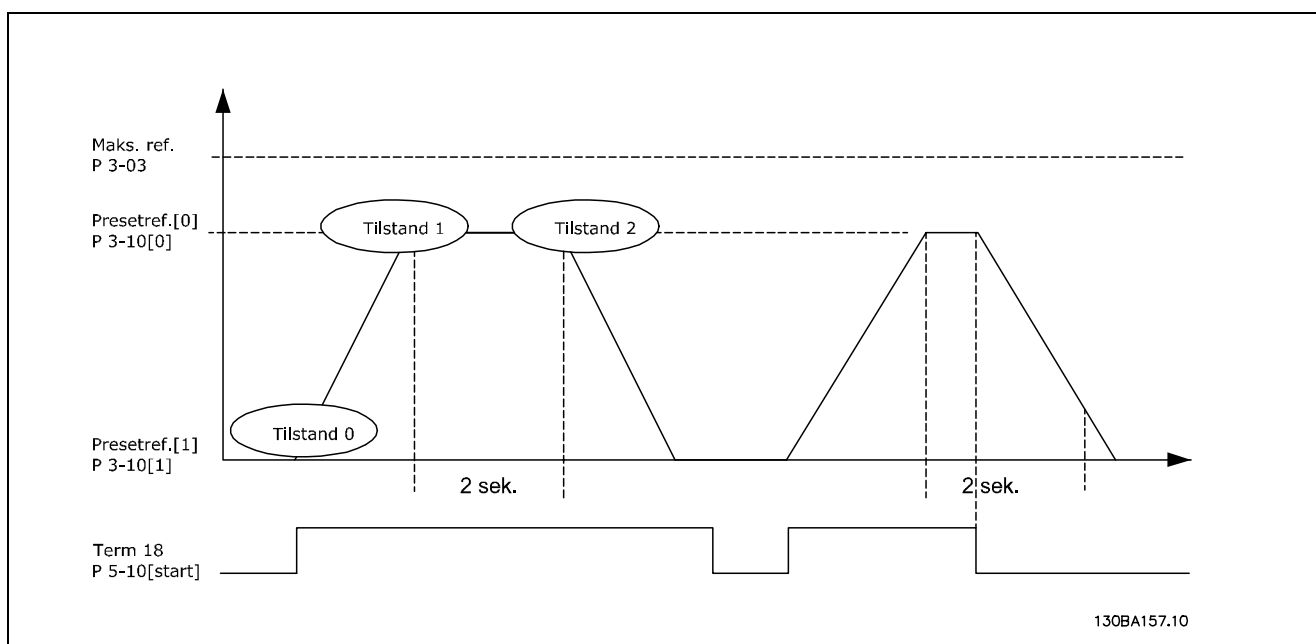 Maks. ref.
P 3-03
Presetref.[0]
P 3-10[0]
Tilstand 1
Tilstand 2
Tilstand 0
Presetref.[1]
P 3-10[1]
2 sek.
2 sek.
Term 18
P 5-10[start]
130BA157.10